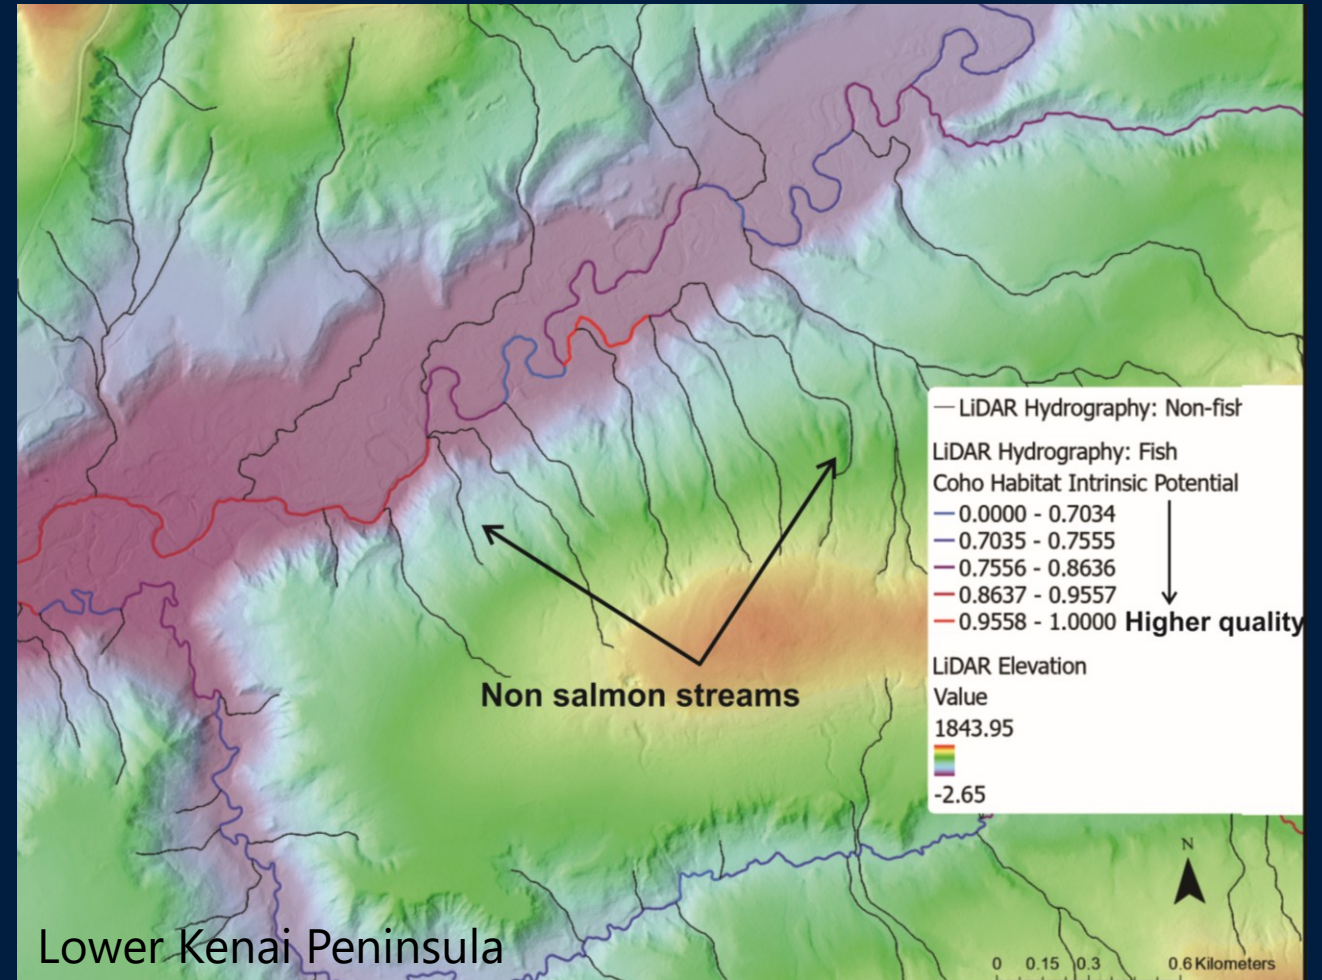 LiDAR Hydrography: Non-fish
LiDAR Hydrography: Fish
Coho Habitat Intrinsic Potential
0.0000 - 0.7034
0.7035 - 0.7555
0.7556 - 0.8636
0.8637 - 0.9557
0.9558 - 1.0000 Higher quality
LiDAR Elevation
Value
1843.95
-2.65
Non salmon streams
N
Lower Kenai Peninsula
0 0.15 0.3 0.6 Kilometers